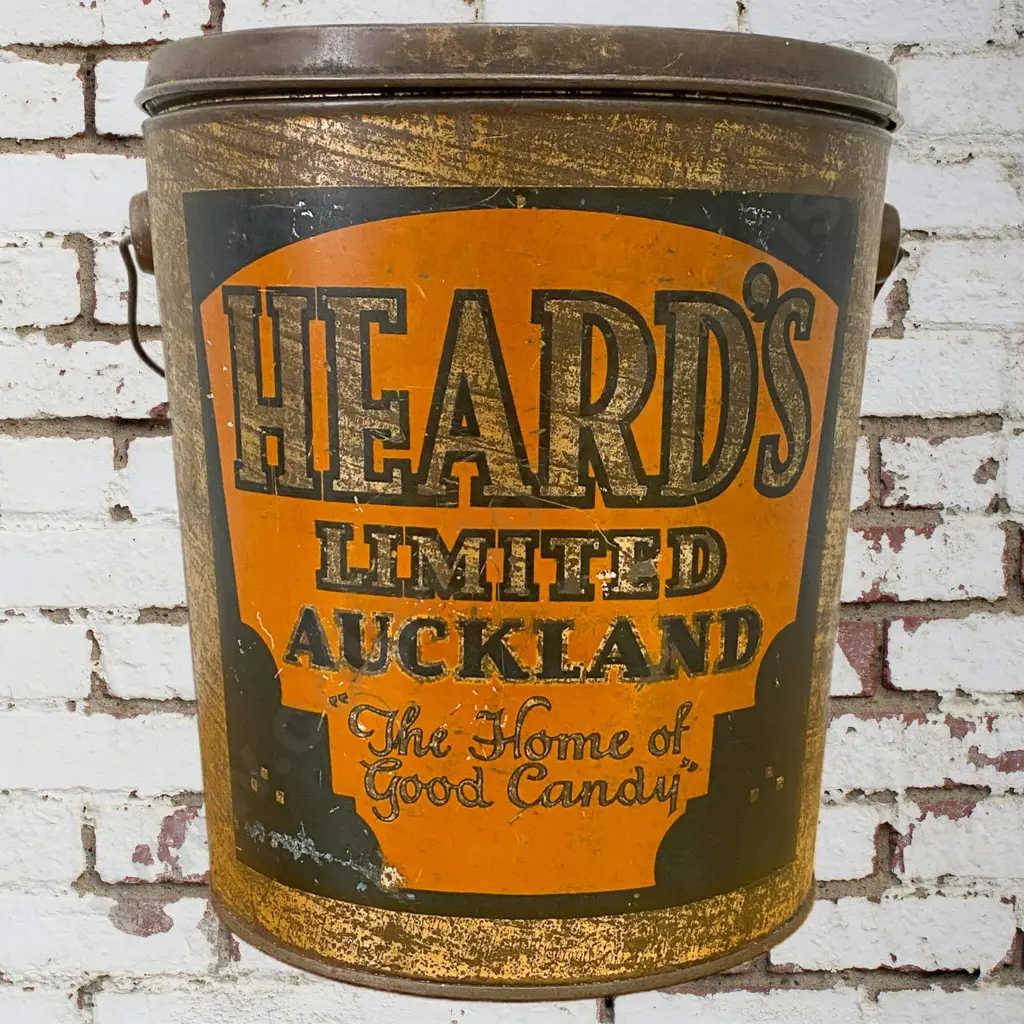 HEARD'S
LIMITED
AUCKLAND
"The Home of
Good Candy"